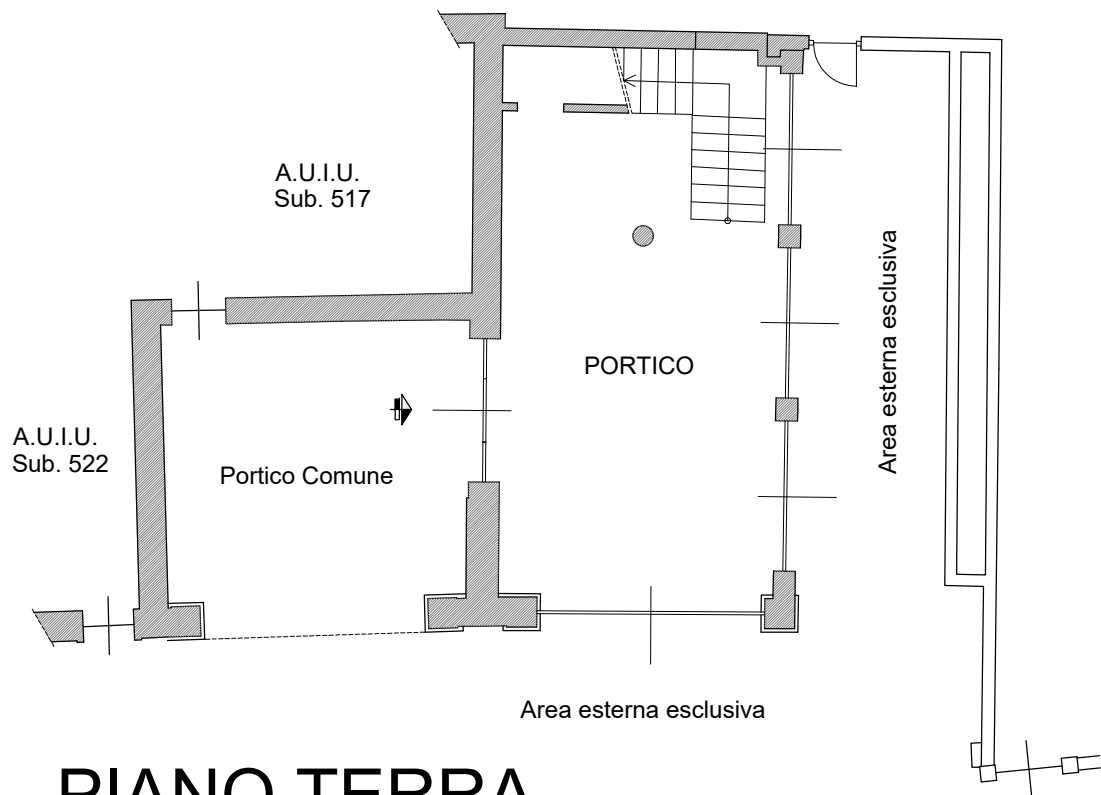 A.U.I.U.
Sub. 517
PORTICO
Area esterna esclusiva
A.U.I.U.
Sub. 522
Portico Comune
Area esterna esclusiva
PIANO TERRA